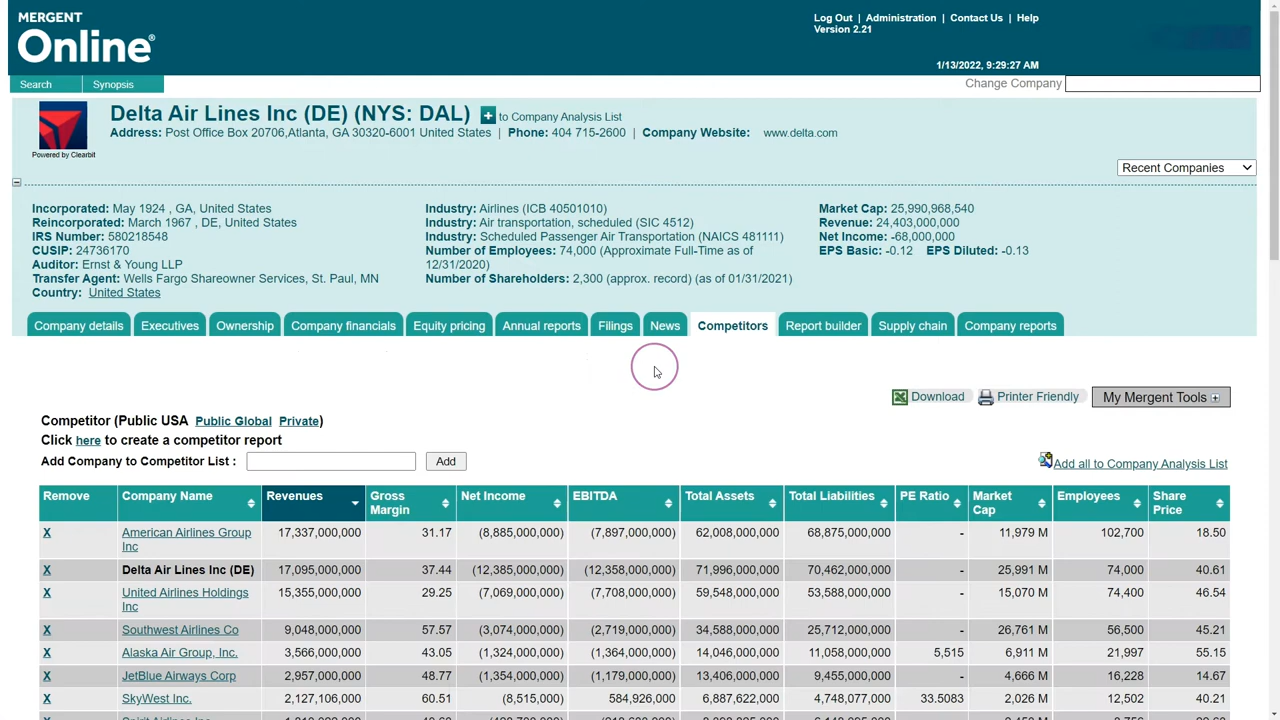 MERGENT
Online®
Log Out | Administration | Contact Us | Help
Version 2.21
1/13/2022, 9:29:27 AM
Search Synopsis
Change Company
Delta Air Lines Inc (DE) (NYS: DAL) + to Company Analysis List
Address: Post Office Box 20706,Atlanta, GA 30320-6001 United States | Phone: 404 715-2600 | Company Website: www.delta.com
Powered by Clearbit
Recent Companies
Incorporated: May 1924 , GA, United States
Reincorporated: March 1967 , DE, United States
IRS Number: 580218548
CUSIP: 24736170
Auditor: Ernst & Young LLP
Transfer Agent: Wells Fargo Shareowner Services, St. Paul, MN
Country: United States
Industry: Airlines (ICB 40501010)
Industry: Air transportation, scheduled (SIC 4512)
Industry: Scheduled Passenger Air Transportation (NAICS 481111)
Number of Employees: 74,000 (Approximate Full-Time as of
12/31/2020)
Number of Shareholders: 2,300 (approx. record) (as of 01/31/2021)
Market Cap: 25,990,968,540
Revenue: 24,403,000,000
Net Income: -68,000,000
EPS Basic: -0.12 EPS Diluted: -0.13
Company details Executives Ownership Company financials Equity pricing Annual reports Filings News Competitors Report builder Supply chain Company reports
Download Printer Friendly My Mergent Tools +
Competitor (Public USA Public Global Private)
Click here to create a competitor report
Add Company to Competitor List : Add
Add all to Company Analysis List
Remove Company Name Revenues Gross Margin Net Income EBITDA Total Assets Total Liabilities PE Ratio Market Cap Employees Share Price
X American Airlines Group Inc 17,337,000,000 31.17 (8,885,000,000) (7,897,000,000) 62,008,000,000 68,875,000,000 - 11,979 M 102,700 18.50
X Delta Air Lines Inc (DE) 17,095,000,000 37.44 (12,385,000,000) (12,358,000,000) 71,996,000,000 70,462,000,000 - 25,991 M 74,000 40.61
X United Airlines Holdings Inc 15,355,000,000 29.25 (7,069,000,000) (7,708,000,000) 59,548,000,000 53,588,000,000 - 15,070 M 74,400 46.54
X Southwest Airlines Co 9,048,000,000 57.57 (3,074,000,000) (2,719,000,000) 34,588,000,000 25,712,000,000 - 26,761 M 56,500 45.21
X Alaska Air Group, Inc. 3,566,000,000 43.05 (1,324,000,000) (1,364,000,000) 14,046,000,000 11,058,000,000 5,515 6,911 M 21,997 55.15
X JetBlue Airways Corp 2,957,000,000 48.77 (1,354,000,000) (1,179,000,000) 13,406,000,000 9,455,000,000 - 4,666 M 16,228 14.67
X SkyWest Inc. 2,127,106,000 60.51 (8,515,000) 584,926,000 6,887,622,000 4,748,077,000 33.5083 2,026 M 12,502 40.21